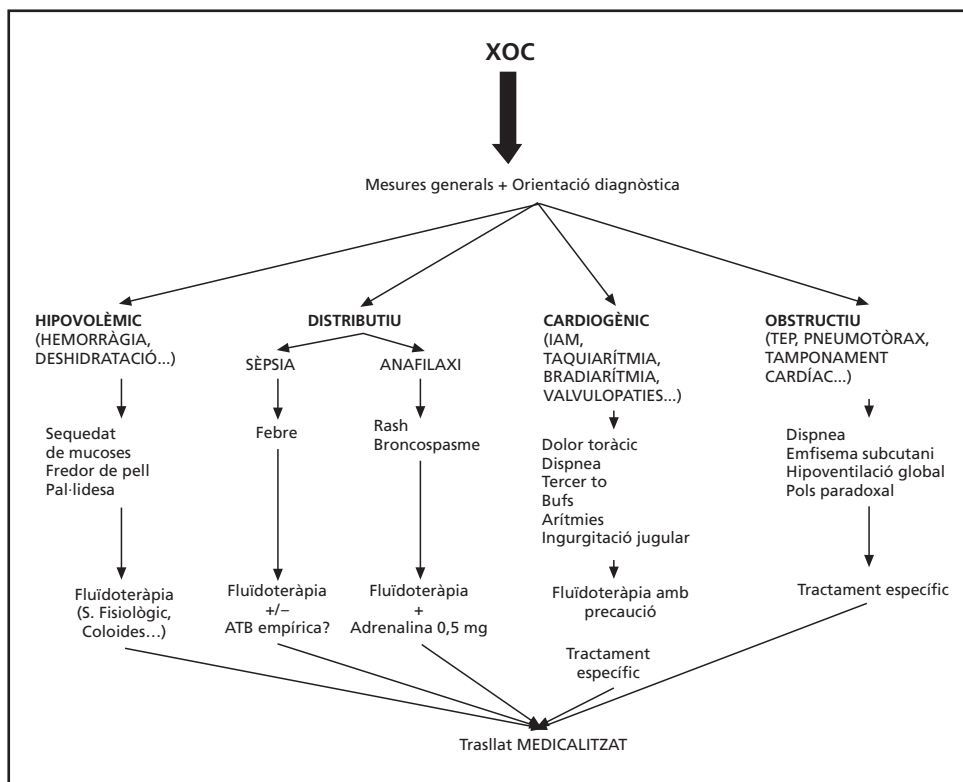 XOC
Mesures generals + Orientació diagnòstica
HIPOVOLÈMIC
(HEMORRÀGIA,
DESHIDRATACIÓ...)
Sequedat
de mucoses
Fredor de pell
Pal·lidesa
Fluïdoteràpia
(S. Fisiològic,
Coloides…)
DISTRIBUTIU
SÈPSIA
Febre
Fluïdoteràpia
+/–
ATB empírica?
ANAFILAXI
Rash
Broncospasme
Fluïdoteràpia
+
Adrenalina 0,5 mg
CARDIOGÈNIC
(IAM,
TAQUIARÍTMIA,
BRADIARÍTMIA,
VALVULOPATIES...)
Dolor toràcic
Dispnea
Tercer to
Bufs
Arítmies
Ingurgitació jugular
Fluïdoteràpia amb
precaució
Tractament
específic
OBSTRUCTIU
(TEP, PNEUMOTÒRAX,
TAMPONAMENT
CARDÍAC...)
Dispnea
Emfisema subcutani
Hipoventilació global
Pols paradoxal
Tractament específic
Trasllat MEDICALITZAT